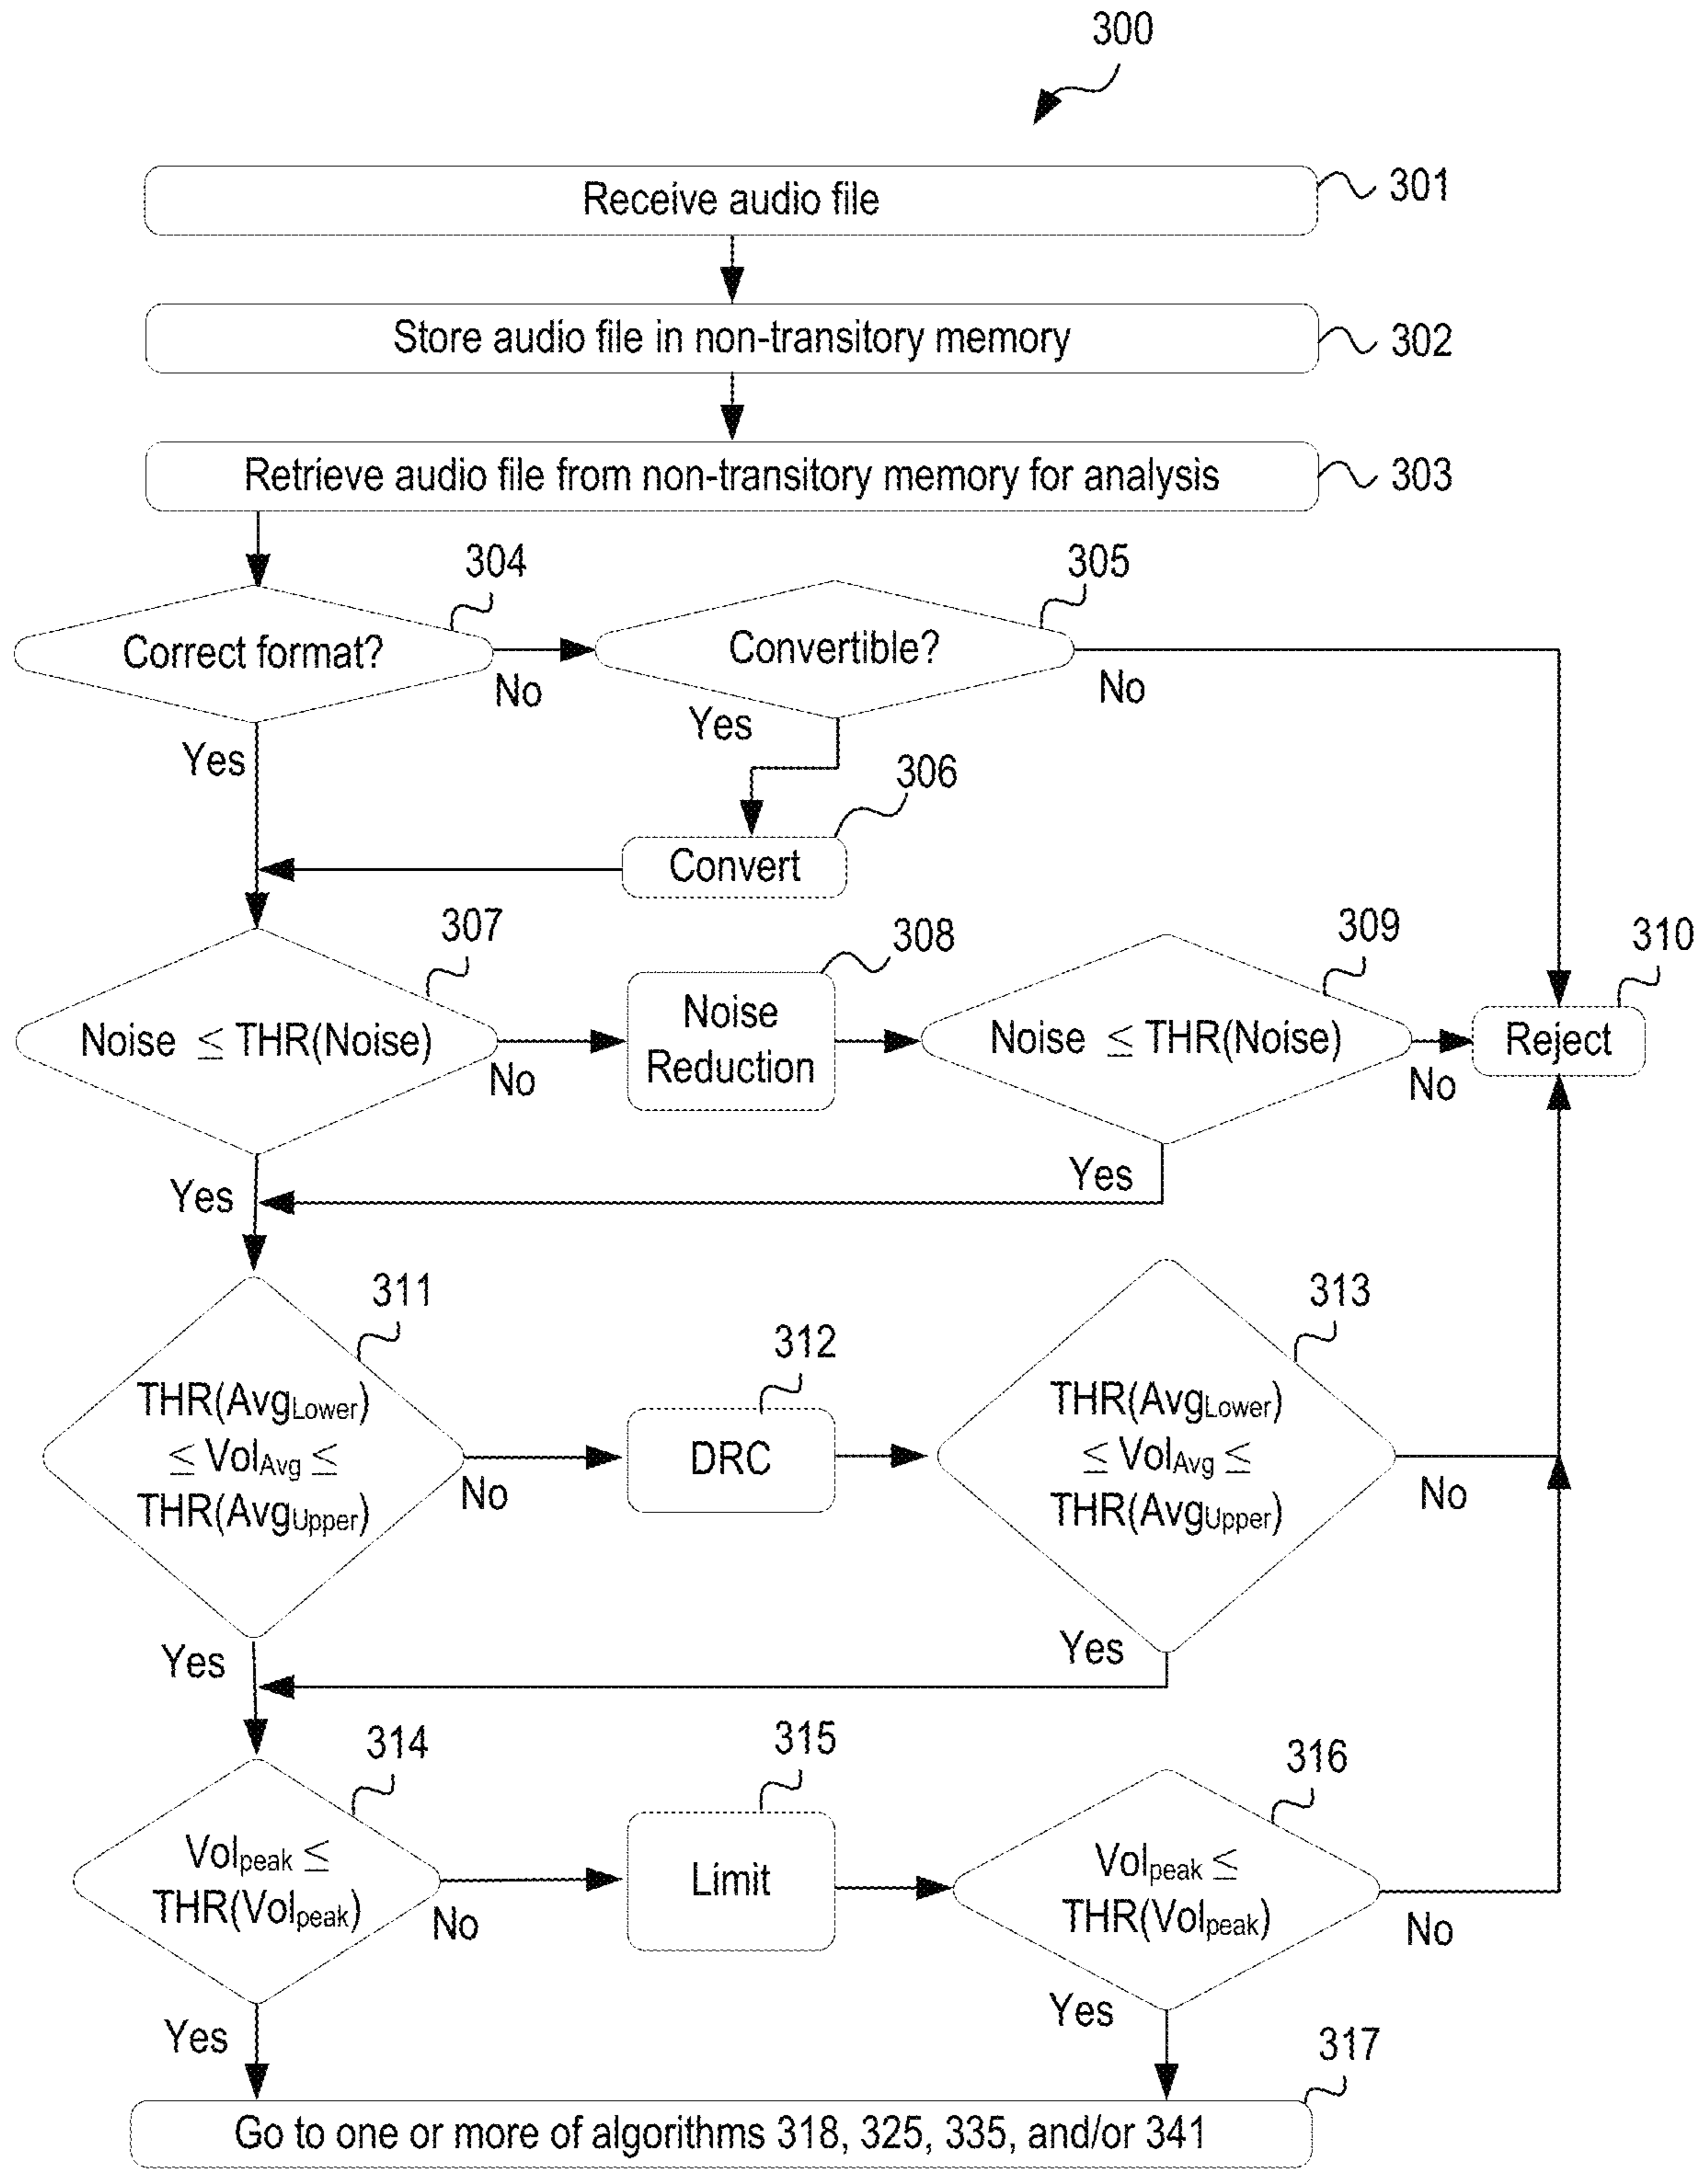 300
Receive audio file
301
Store audio file in non-transitory memory
302
Retrieve audio file from non-transitory memory for analysis
303
304
305
Correct format?
No
Convertible?
No
Yes
Yes
306
Convert
307
308
309
310
Noise ≤ THR(Noise)
No
Noise
Reduction
Noise ≤ THR(Noise)
No
Reject
Yes
Yes
311
312
313
THR(AvgLower)
≤ VolAvg ≤
THR(AvgUpper)
No
DRC
THR(AvgLower)
≤ VolAvg ≤
THR(AvgUpper)
No
Yes
Yes
314
315
316
Volpeak ≤
THR(Volpeak)
No
Limit
Volpeak ≤
THR(Volpeak)
No
Yes
Yes
317
Go to one or more of algorithms 318, 325, 335, and/or 341